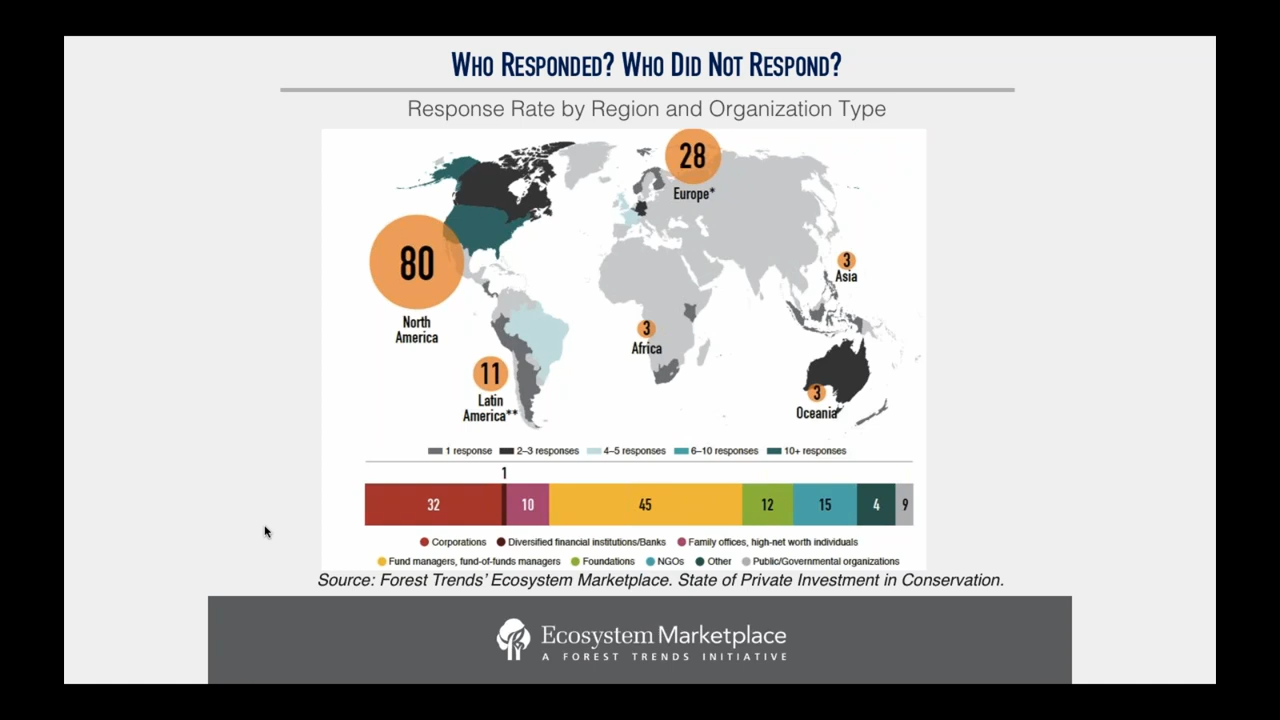 WHO RESPONDED? WHO DID NOT RESPOND?
Response Rate by Region and Organization Type
28
Europe*
80
North
America
3
Asia
3
Africa
11
Latin
America**
3
Oceania
1 response
2–3 responses
4–5 responses
6–10 responses
10+ responses
1
32
10
45
12
15
4
9
Corporations
Diversified financial institutions/Banks
Family offices, high-net worth individuals
Fund managers, fund-of-funds managers
Foundations
NGOs
Other
Public/Governmental organizations
Source: Forest Trends’ Ecosystem Marketplace. State of Private Investment in Conservation.
Ecosystem Marketplace
A FOREST TRENDS INITIATIVE